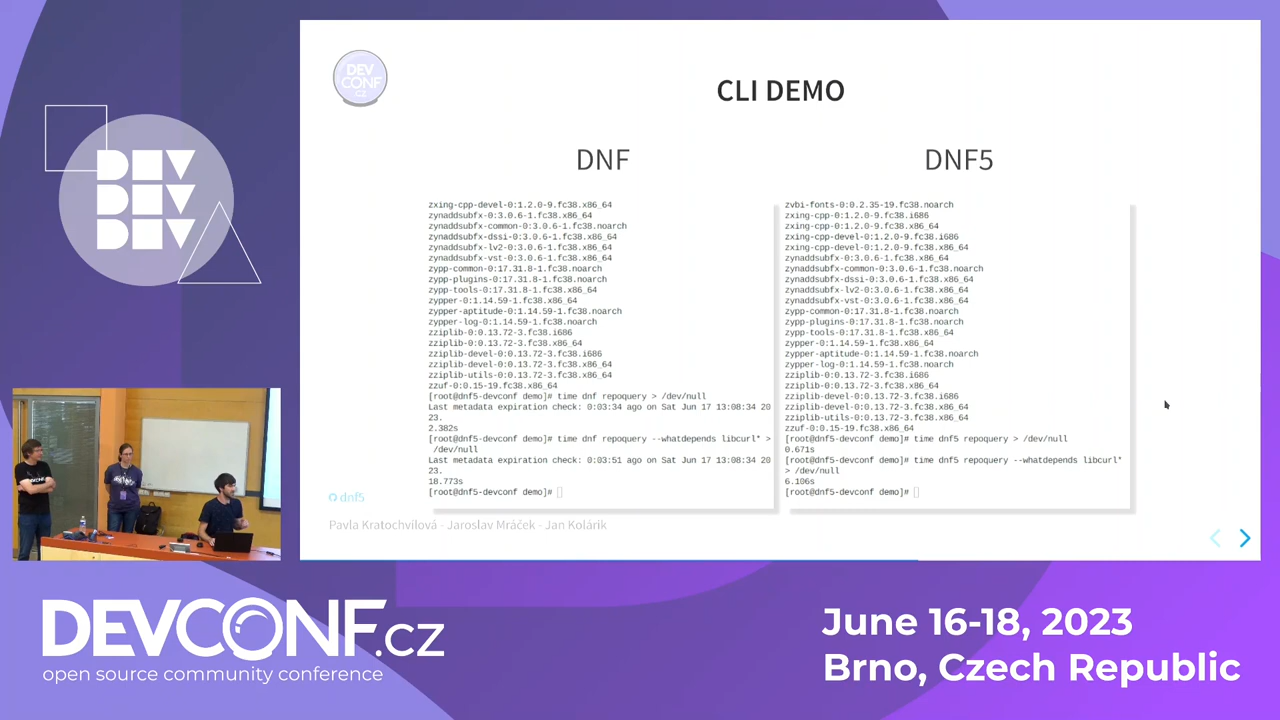 DEV
CONF
.CZ
CLI DEMO
DNF
zxing-cpp-devel-0:1.2.0-9.fc38.x86_64
zynaddsubfx-0:3.0.6-1.fc38.x86_64
zynaddsubfx-common-0:3.0.6-1.fc38.noarch
zynaddsubfx-dssi-0:3.0.6-1.fc38.x86_64
zynaddsubfx-lv2-0:3.0.6-1.fc38.x86_64
zynaddsubfx-vst-0:3.0.6-1.fc38.x86_64
zypp-common-0:17.31.8-1.fc38.noarch
zypp-plugins-0:17.31.8-1.fc38.noarch
zypp-tools-0:17.31.8-1.fc38.x86_64
zypper-0:1.14.59-1.fc38.x86_64
zypper-aptitude-0:1.14.59-1.fc38.noarch
zypper-log-0:1.14.59-1.fc38.noarch
zziplib-0:0.13.72-3.fc38.i686
zziplib-0:0.13.72-3.fc38.x86_64
zziplib-devel-0:0.13.72-3.fc38.i686
zziplib-devel-0:0.13.72-3.fc38.x86_64
zziplib-utils-0:0.13.72-3.fc38.x86_64
zzuf-0:0.15-19.fc38.x86_64
[root@dnf5-devconf demo]# time dnf repoquery > /dev/null
Last metadata expiration check: 0:03:34 ago on Sat Jun 17 13:08:34 20
23.
2.382s
[root@dnf5-devconf demo]# time dnf repoquery --whatdepends libcurl* >
/dev/null
Last metadata expiration check: 0:03:51 ago on Sat Jun 17 13:08:34 20
23.
18.773s
[root@dnf5-devconf demo]#
DNF5
zvbi-fonts-0:0.2.35-19.fc38.noarch
zxing-cpp-0:1.2.0-9.fc38.i686
zxing-cpp-0:1.2.0-9.fc38.x86_64
zxing-cpp-devel-0:1.2.0-9.fc38.i686
zxing-cpp-devel-0:1.2.0-9.fc38.x86_64
zynaddsubfx-0:3.0.6-1.fc38.x86_64
zynaddsubfx-common-0:3.0.6-1.fc38.noarch
zynaddsubfx-dssi-0:3.0.6-1.fc38.x86_64
zynaddsubfx-lv2-0:3.0.6-1.fc38.x86_64
zynaddsubfx-vst-0:3.0.6-1.fc38.x86_64
zypp-common-0:17.31.8-1.fc38.noarch
zypp-plugins-0:17.31.8-1.fc38.noarch
zypp-tools-0:17.31.8-1.fc38.x86_64
zypper-0:1.14.59-1.fc38.x86_64
zypper-aptitude-0:1.14.59-1.fc38.noarch
zypper-log-0:1.14.59-1.fc38.noarch
zziplib-0:0.13.72-3.fc38.i686
zziplib-0:0.13.72-3.fc38.x86_64
zziplib-devel-0:0.13.72-3.fc38.i686
zziplib-devel-0:0.13.72-3.fc38.x86_64
zziplib-utils-0:0.13.72-3.fc38.x86_64
zzuf-0:0.15-19.fc38.x86_64
[root@dnf5-devconf demo]# time dnf5 repoquery > /dev/null
0.671s
[root@dnf5-devconf demo]# time dnf5 repoquery --whatdepends libcurl*
> /dev/null
6.106s
[root@dnf5-devconf demo]#
dnf5
Pavla Kratochvílová - Jaroslav Mráček - Jan Kolárik
DEV
DEV
DEV
DEVCONF.cz
open source community conference
June 16-18, 2023
Brno, Czech Republic